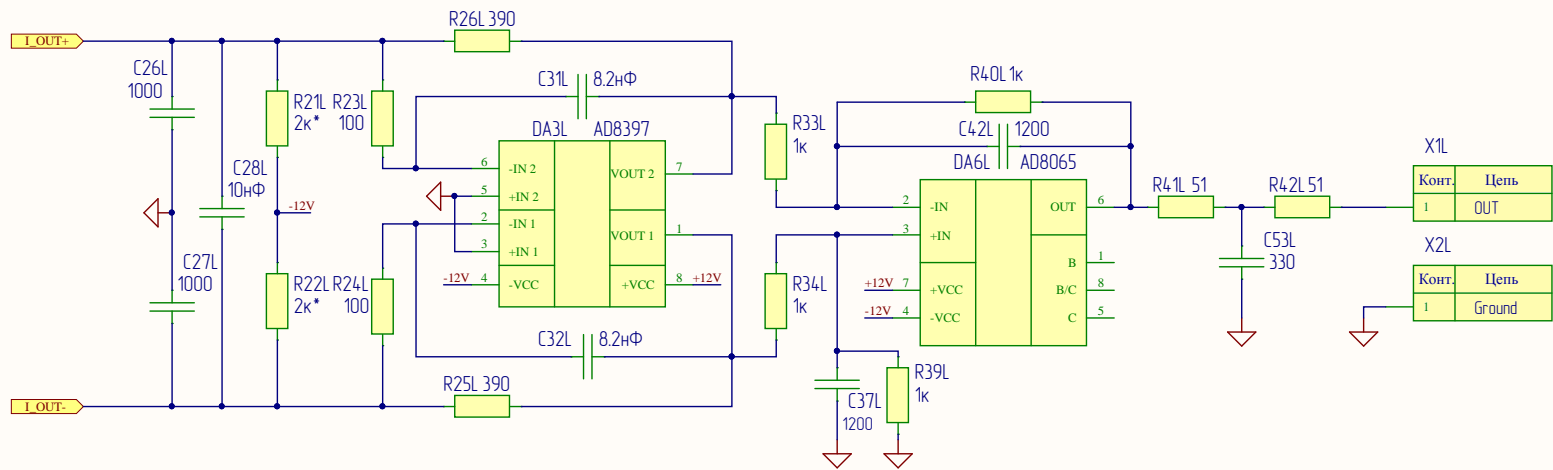 I_OUT+
R26L 390
C26L
1000
C31L
8.2нФ
R40L 1к
R21L
2к*
R23L
100
DA3L
AD8397
R33L
1к
C42L
1200
DA6L
AD8065
X1L
C28L
10нФ
6
-IN 2
VOUT 2
7
5
+IN 2
-12V
2
-IN 1
VOUT 1
1
3
+IN 1
-12V
4
-VCC
+VCC
8
+12V
2
-IN
OUT
6
3
+IN
B
1
+12V
7
+VCC
B/C
8
-12V
4
-VCC
C
5
R41L 51
R42L 51
Конт.
Цепь
1
OUT
C53L
330
X2L
Конт.
Цепь
1
Ground
C27L
1000
R22L
2к*
R24L
100
R34L
1к
C32L
8.2нФ
R25L 390
I_OUT-
C37L
1200
R39L
1к